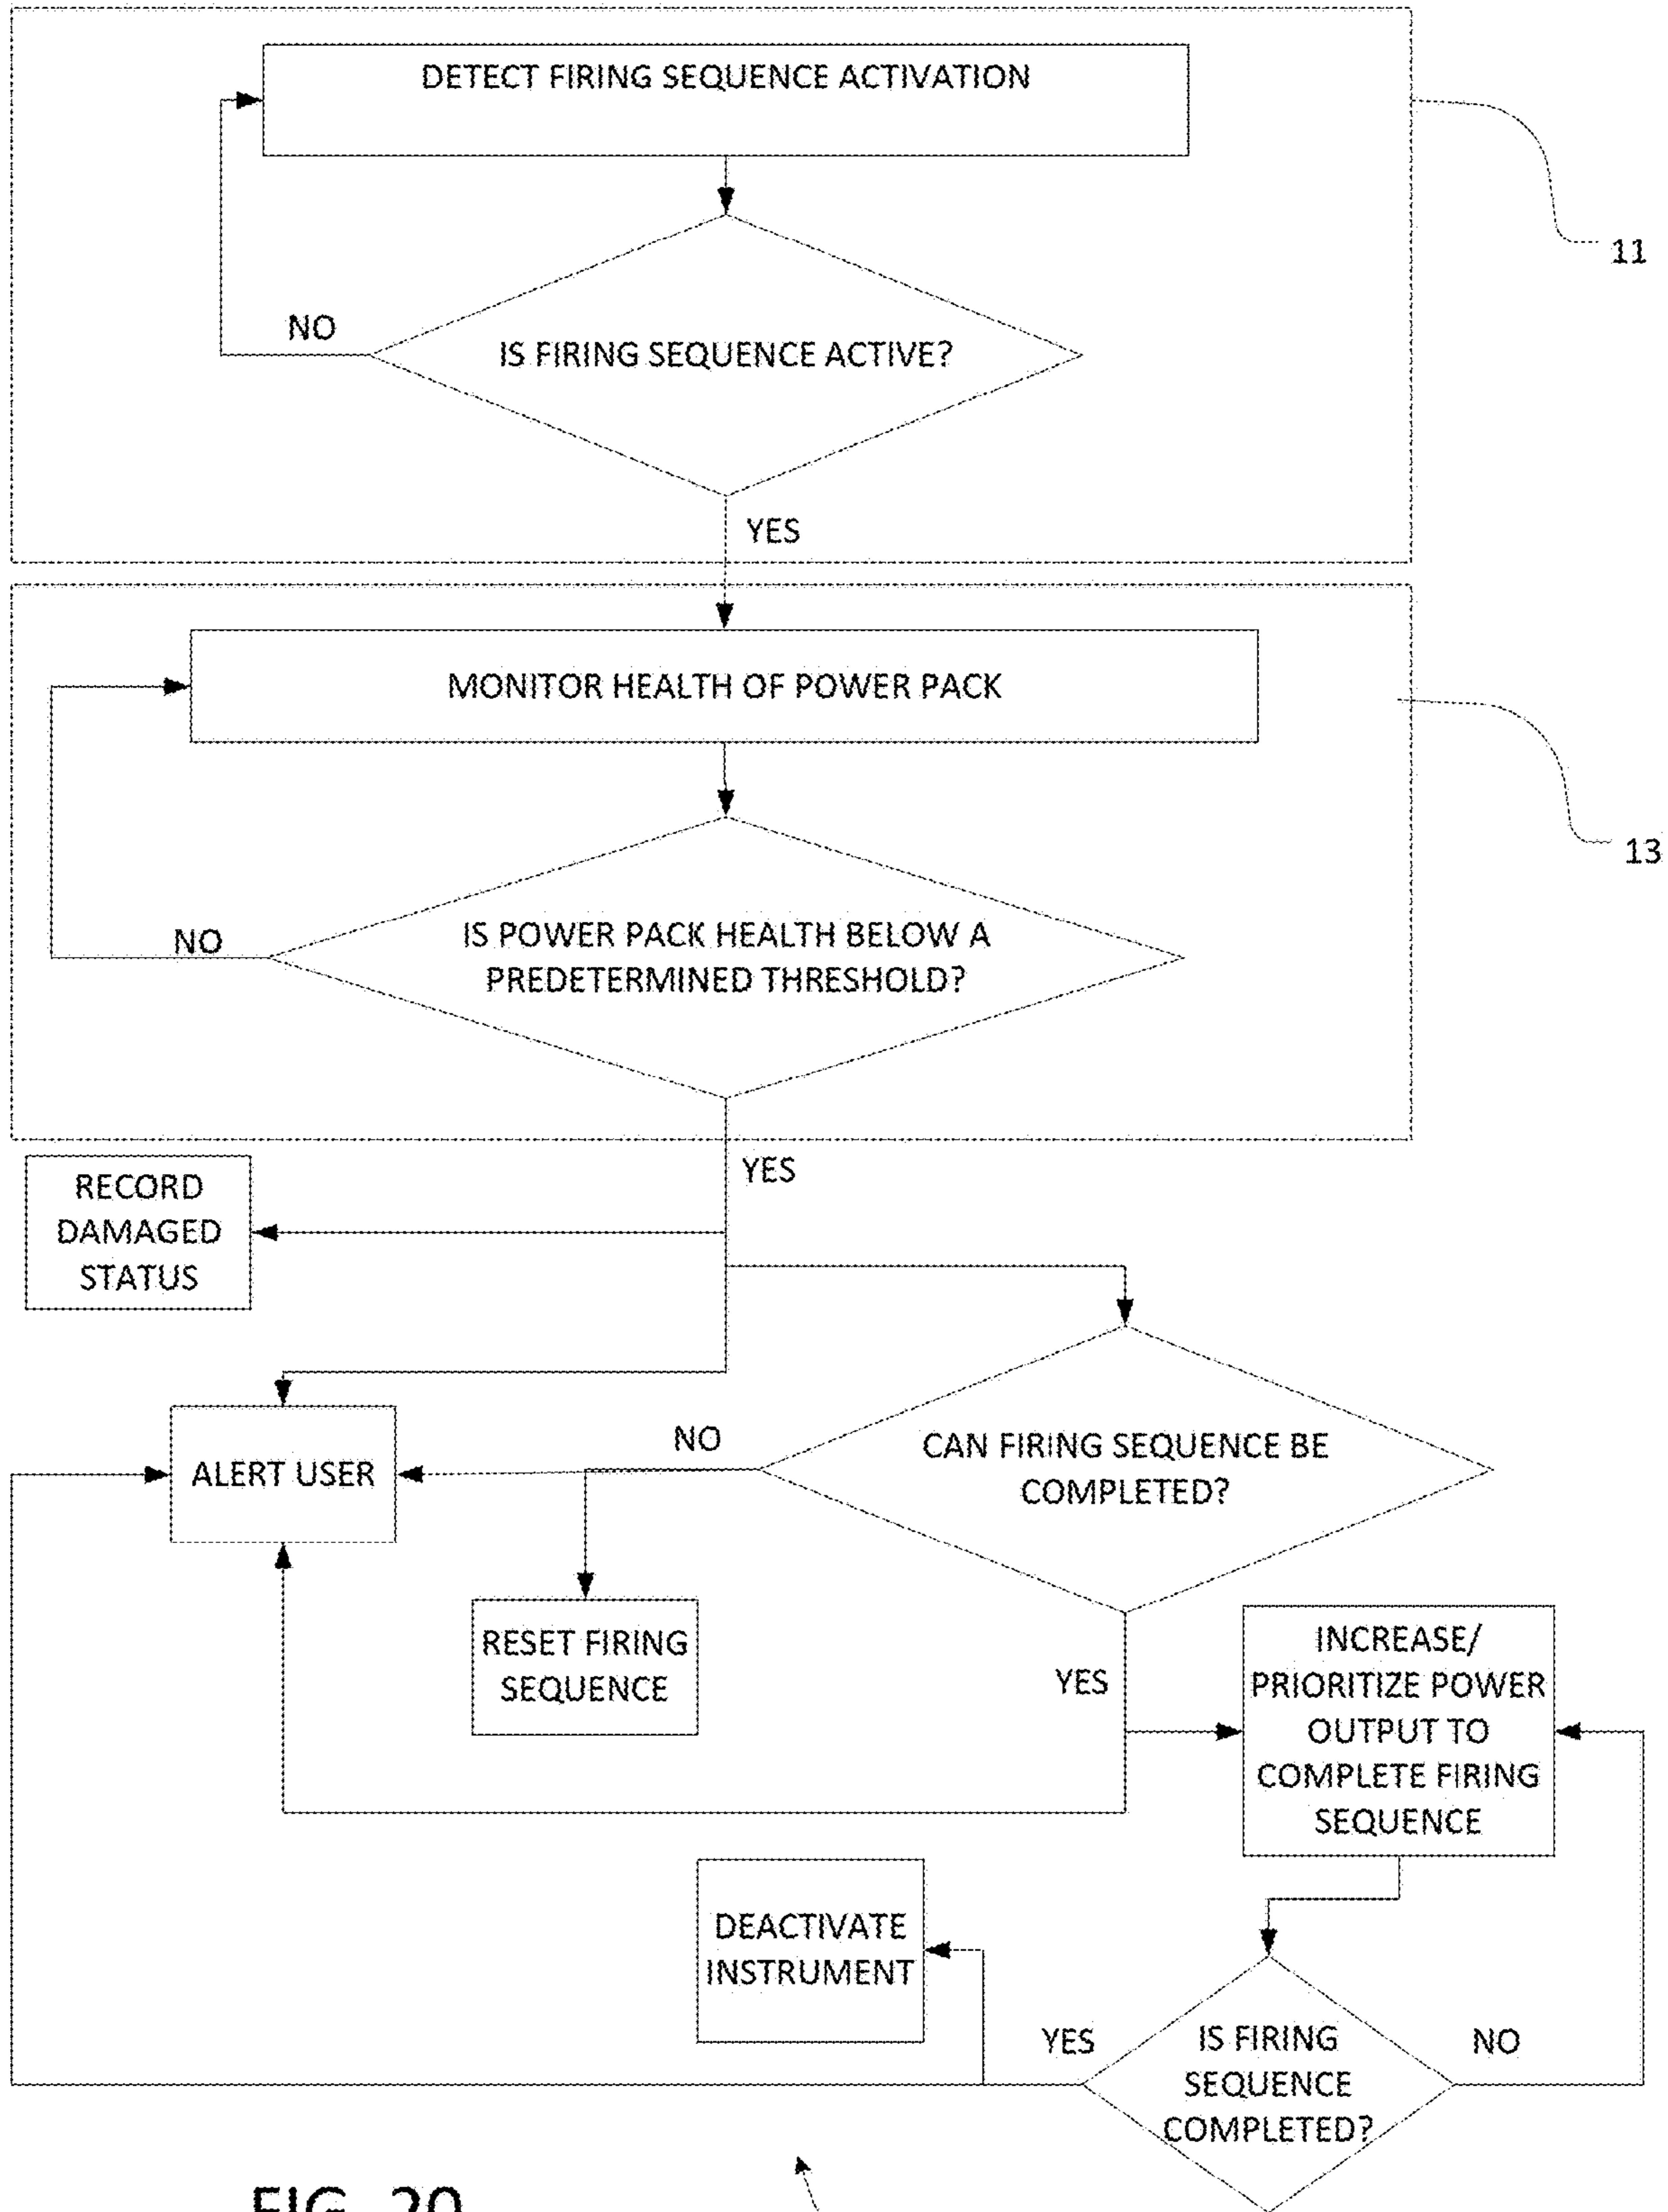 DETECT FIRING SEQUENCE ACTIVATION
11
NO
IS FIRING SEQUENCE ACTIVE?
YES
MONITOR HEALTH OF POWER PACK
13
NO
IS POWER PACK HEALTH BELOW A
PREDETERMINED THRESHOLD?
YES
RECORD
DAMAGED
STATUS
NO
CAN FIRING SEQUENCE BE
COMPLETED?
ALERT USER
RESET FIRING
SEQUENCE
YES
INCREASE/
PRIORITIZE POWER
OUTPUT TO
COMPLETE FIRING
SEQUENCE
DEACTIVATE
INSTRUMENT
YES
IS FIRING
SEQUENCE
COMPLETED?
NO
FIG. 20